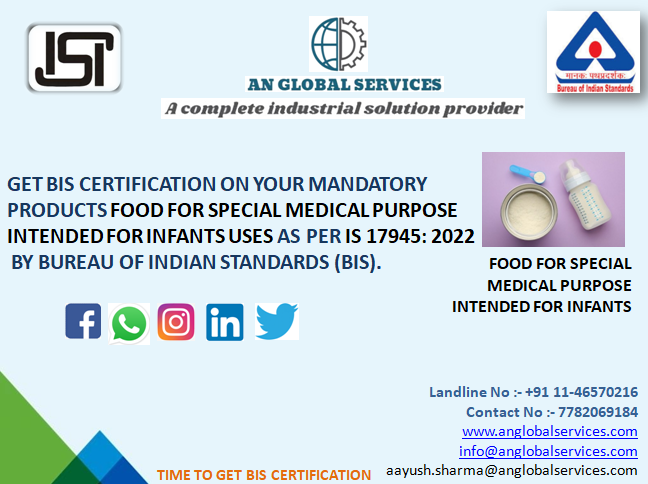 ISI
AN GLOBAL SERVICES
A complete industrial solution provider
मानकः पथप्रदर्शकः
Bureau of Indian Standards
GET BIS CERTIFICATION ON YOUR MANDATORY
PRODUCTS FOOD FOR SPECIAL MEDICAL PURPOSE
INTENDED FOR INFANTS USES AS PER IS 17945: 2022
BY BUREAU OF INDIAN STANDARDS (BIS).
FOOD FOR SPECIAL
MEDICAL PURPOSE
INTENDED FOR INFANTS
f
in
Landline No :- +91 11-46570216
Contact No :- 7782069184
www.anglobalservices.com
info@anglobalservices.com
aayush.sharma@anglobalservices.com
TIME TO GET BIS CERTIFICATION